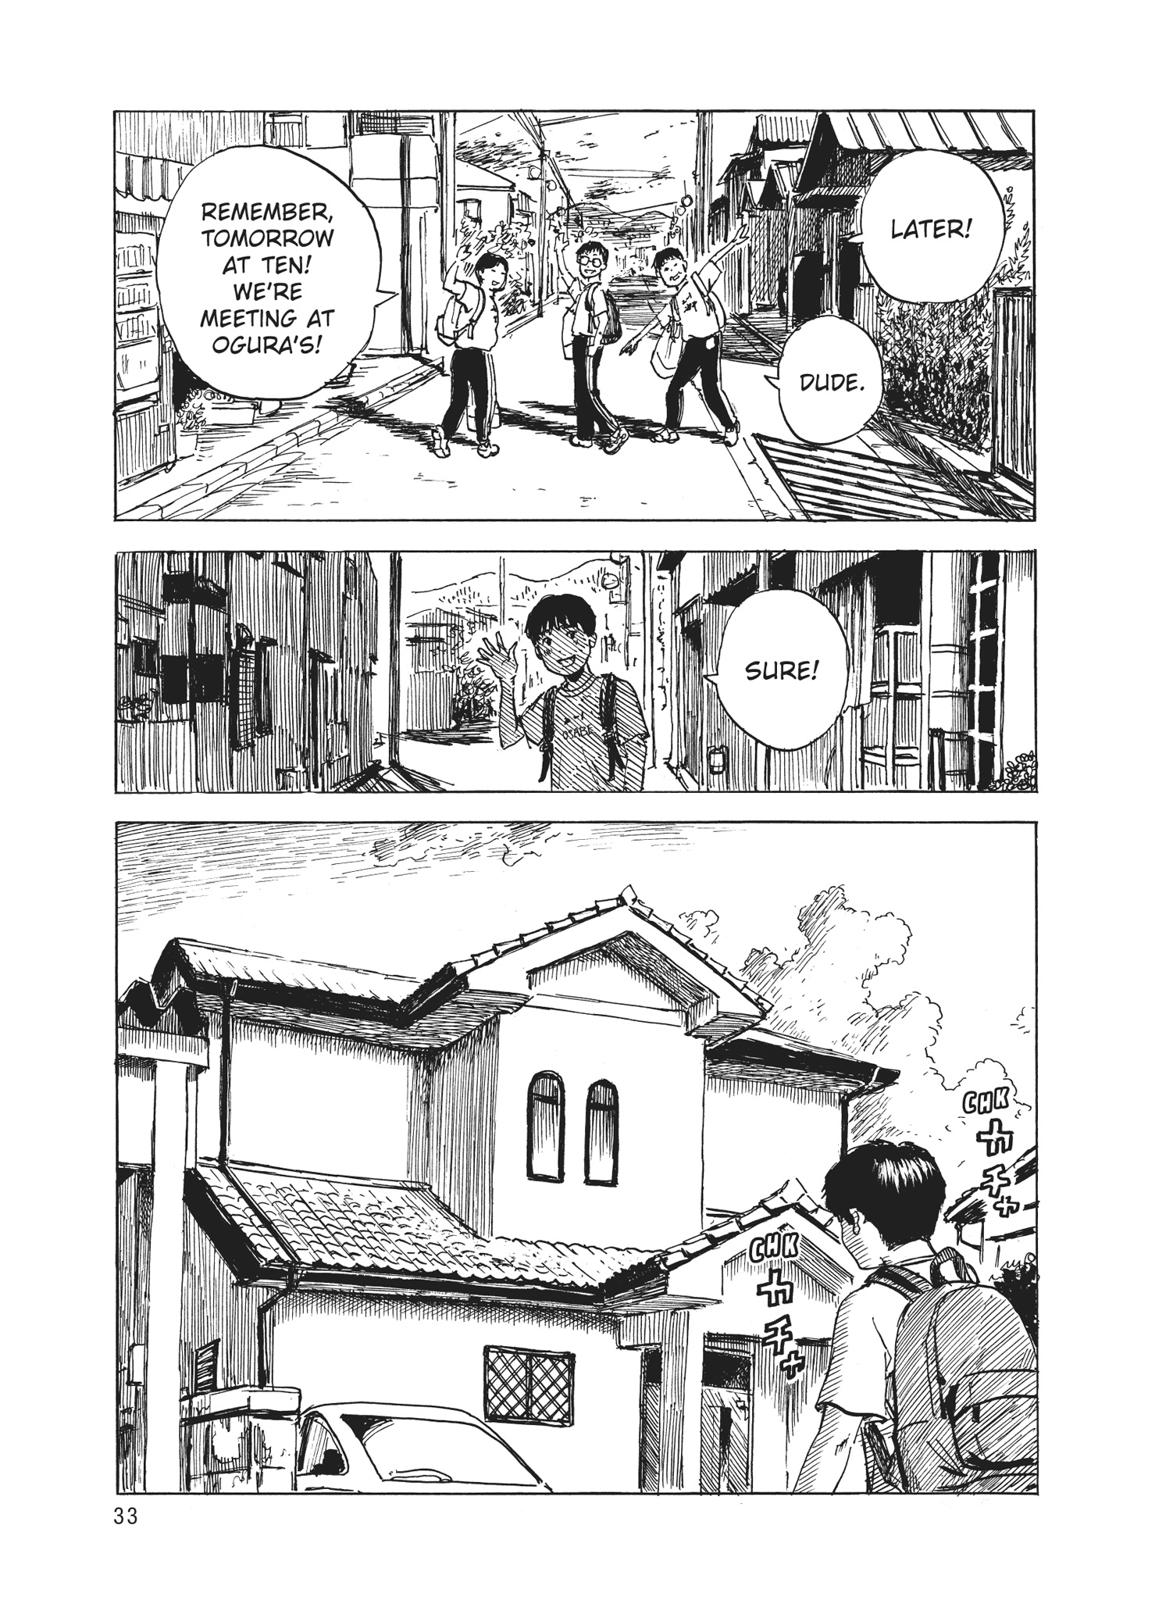 REMEMBER,
TOMORROW
AT TEN!
WE'RE
MEETING AT
OGURA'S!
LATER!
DUDE.
SURE!
OSABE
CHK
カチャ
CHK
カチャ
33